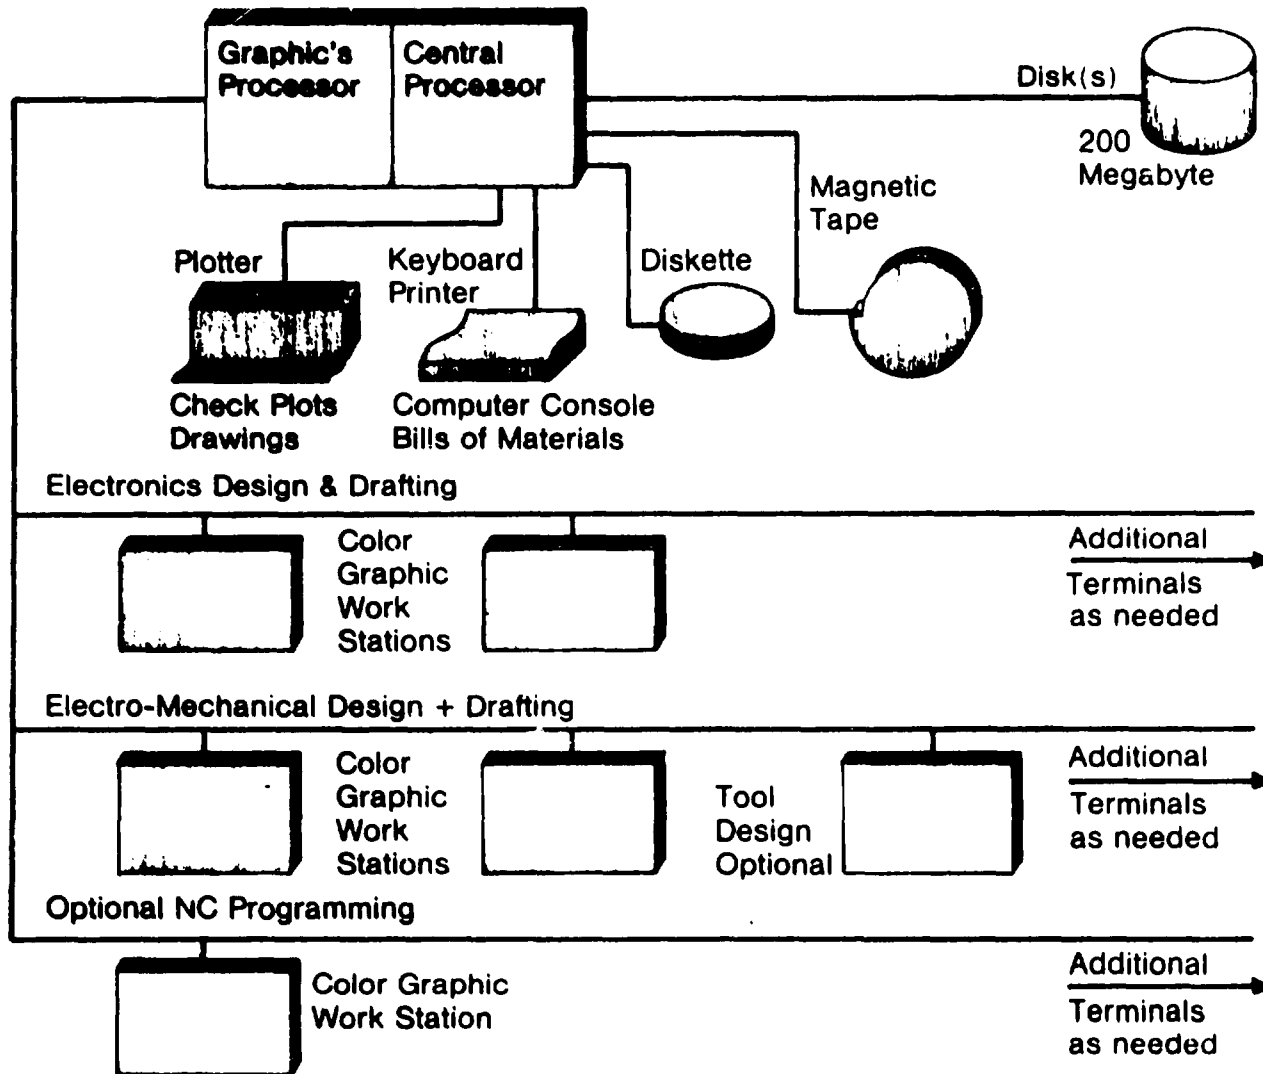 Graphic's
Processor
Central
Processor
Disk(s)
200
Megabyte
Magnetic
Tape
Plotter
Keyboard
Printer
Diskette
Check Plots
Drawings
Computer Console
Bills of Materials
Electronics Design & Drafting
Color
Graphic
Work
Stations
Additional
Terminals
as needed
Electro-Mechanical Design + Drafting
Color
Graphic
Work
Stations
Tool
Design
Optional
Additional
Terminals
as needed
Optional NC Programming
Color Graphic
Work Station
Additional
Terminals
as needed